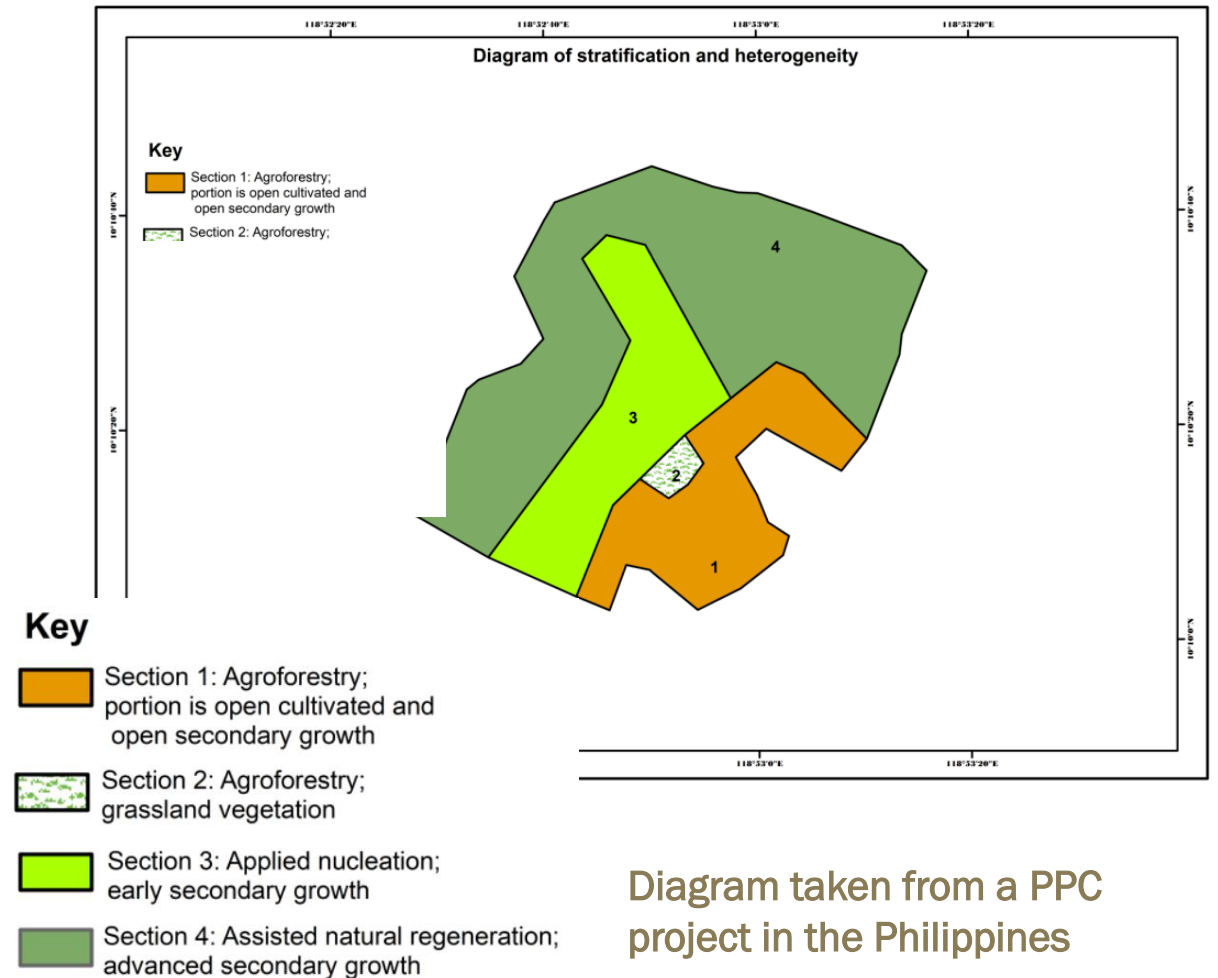 118°52'20"E
118°52'40"E
118°53'0"E
118°53'20"E
Diagram of stratification and heterogeneity
Key
Section 1: Agroforestry;
portion is open cultivated and
open secondary growth
Section 2: Agroforestry;
10°10'40"N
10°10'40"N
4
3
10°10'20"N
10°10'20"N
2
1
10°10'0"N
118°53'0"E
118°53'20"E
Key
Section 1: Agroforestry;
portion is open cultivated and
open secondary growth
Section 2: Agroforestry;
grassland vegetation
Section 3: Applied nucleation;
early secondary growth
Section 4: Assisted natural regeneration;
advanced secondary growth
Diagram taken from a PPC
project in the Philippines